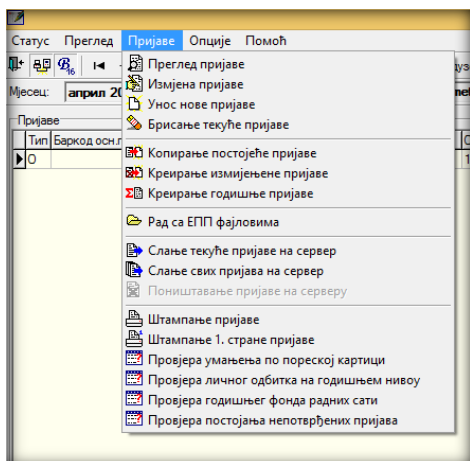 Статус Преглед Пријаве Опције Помоћ
Мјесец: април 20
Пријаве
Тип Баркод осн.
О
Преглед пријаве
Измјена пријаве
Унос нове пријаве
Брисање текуће пријаве
Копирање постојеће пријаве
Креирање измијењене пријаве
Креирање годишње пријаве
Рад са ЕПП фајловима
Слање текуће пријаве на сервер
Слање свих пријава на сервер
Поништавање пријаве на серверу
Штампање пријаве
Штампање 1. стране пријаве
Провјера умањења по пореској картици
Провјера личног одбитка на годишњем нивоу
Провјера годишњег фонда радних сати
Провјера постојања непотврђених пријава